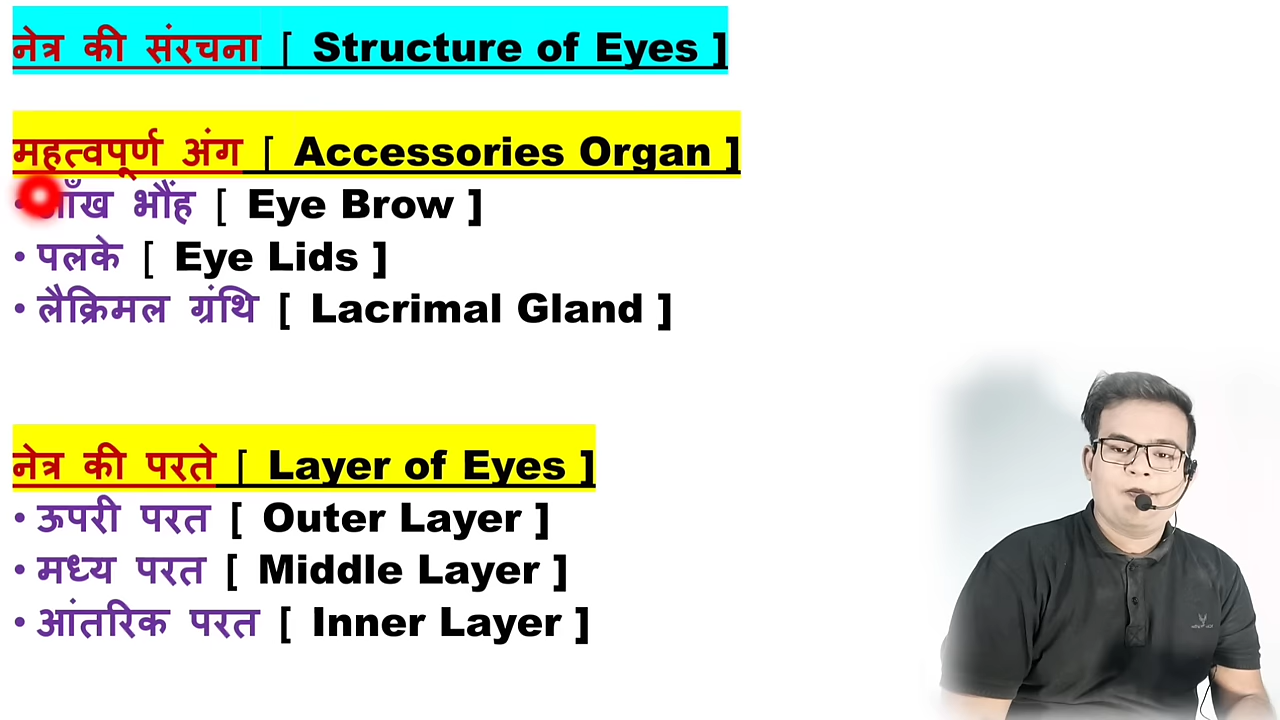 नेत्र की संरचना [ Structure of Eyes ]
महत्वपूर्ण अंग [ Accessories Organ ]
• आँख भौंह [ Eye Brow ]
• पलके [ Eye Lids ]
• लैक्रिमल ग्रंथि [ Lacrimal Gland ]
नेत्र की परते [ Layer of Eyes ]
• ऊपरी परत [ Outer Layer ]
• मध्य परत [ Middle Layer ]
• आंतरिक परत [ Inner Layer ]